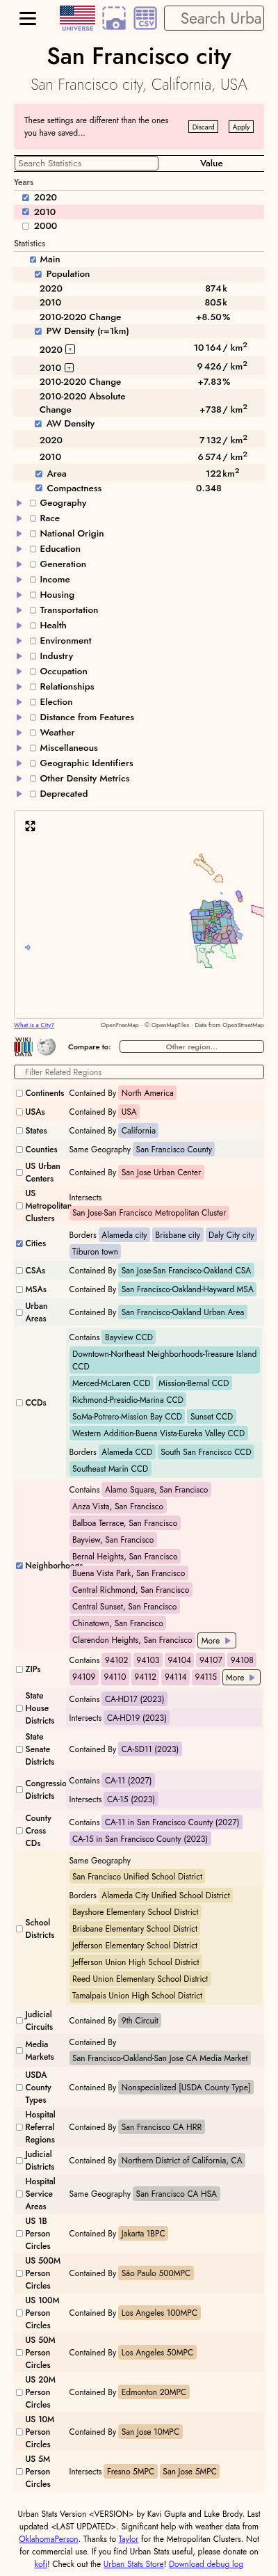 UNIVERSE
CSV
Search Urba
San Francisco city
San Francisco city, California, USA
These settings are different than the ones
you have saved...
Discard
Apply
Search Statistics
Value
Years
2020
2010
2000
Statistics
Main
Population
2020 874k
2010 805k
2010-2020 Change +8.50%
PW Density (r=1km)
2020 + 10 164 / km2
2010 + 9 426 / km2
2010-2020 Change +7.83%
2010-2020 Absolute
Change +738 / km2
AW Density
2020 7 132 / km2
2010 6 574 / km2
Area 122 km2
Compactness 0.348
Geography
Race
National Origin
Education
Generation
Income
Housing
Transportation
Health
Environment
Industry
Occupation
Relationships
Election
Distance from Features
Weather
Miscellaneous
Geographic Identifiers
Other Density Metrics
Deprecated
What is a City?
OpenFreeMap · © OpenMapTiles · Data from OpenStreetMap
WIKI
DATA
Compare to:
Other region...
Filter Related Regions
Continents Contained By North America
USAs Contained By USA
States Contained By California
Counties Same Geography San Francisco County
US Urban
Centers
Contained By San Jose Urban Center
US
Metropolitan
Clusters
Intersects
San Jose-San Francisco Metropolitan Cluster
Cities
Borders Alameda city Brisbane city Daly City city
Tiburon town
CSAs Contained By San Jose-San Francisco-Oakland CSA
MSAs Contained By San Francisco-Oakland-Hayward MSA
Urban
Areas
Contained By San Francisco-Oakland Urban Area
CCDs
Contains Bayview CCD
Downtown-Northeast Neighborhoods-Treasure Island
CCD
Merced-McLaren CCD Mission-Bernal CCD
Richmond-Presidio-Marina CCD
SoMa-Potrero-Mission Bay CCD Sunset CCD
Western Addition-Buena Vista-Eureka Valley CCD
Borders Alameda CCD South San Francisco CCD
Southeast Marin CCD
Neighborhoods
Contains Alamo Square, San Francisco
Anza Vista, San Francisco
Balboa Terrace, San Francisco
Bayview, San Francisco
Bernal Heights, San Francisco
Buena Vista Park, San Francisco
Central Richmond, San Francisco
Central Sunset, San Francisco
Chinatown, San Francisco
Clarendon Heights, San Francisco More
ZIPs
Contains 94102 94103 94104 94107 94108
94109 94110 94112 94114 94115 More
State
House
Districts
Contains CA-HD17 (2023)
Intersects CA-HD19 (2023)
State
Senate
Districts
Contained By CA-SD11 (2023)
Congressio
Districts
Contains CA-11 (2027)
Intersects CA-15 (2023)
County
Cross
CDs
Contains CA-11 in San Francisco County (2027)
CA-15 in San Francisco County (2023)
School
Districts
Same Geography
San Francisco Unified School District
Borders Alameda City Unified School District
Bayshore Elementary School District
Brisbane Elementary School District
Jefferson Elementary School District
Jefferson Union High School District
Reed Union Elementary School District
Tamalpais Union High School District
Judicial
Circuits
Contained By 9th Circuit
Media
Markets
Contained By
San Francisco-Oakland-San Jose CA Media Market
USDA
County
Types
Contained By Nonspecialized [USDA County Type]
Hospital
Referral
Regions
Contained By San Francisco CA HRR
Judicial
Districts
Contained By Northern District of California, CA
Hospital
Service
Areas
Same Geography San Francisco CA HSA
US 1B
Person
Circles
Contained By Jakarta 1BPC
US 500M
Person
Circles
Contained By São Paulo 500MPC
US 100M
Person
Circles
Contained By Los Angeles 100MPC
US 50M
Person
Circles
Contained By Los Angeles 50MPC
US 20M
Person
Circles
Contained By Edmonton 20MPC
US 10M
Person
Circles
Contained By San Jose 10MPC
US 5M
Person
Circles
Intersects Fresno 5MPC San Jose 5MPC
Urban Stats Version <VERSION> by Kavi Gupta and Luke Brody. Last
updated <LAST UPDATED>. Significant help with weather data from
OklahomaPerson. Thanks to Taylor for the Metropolitan Clusters. Not
for commercial use. If you find Urban Stats useful, please donate at
kofi! Check out the Urban Stats Store! Download debug log